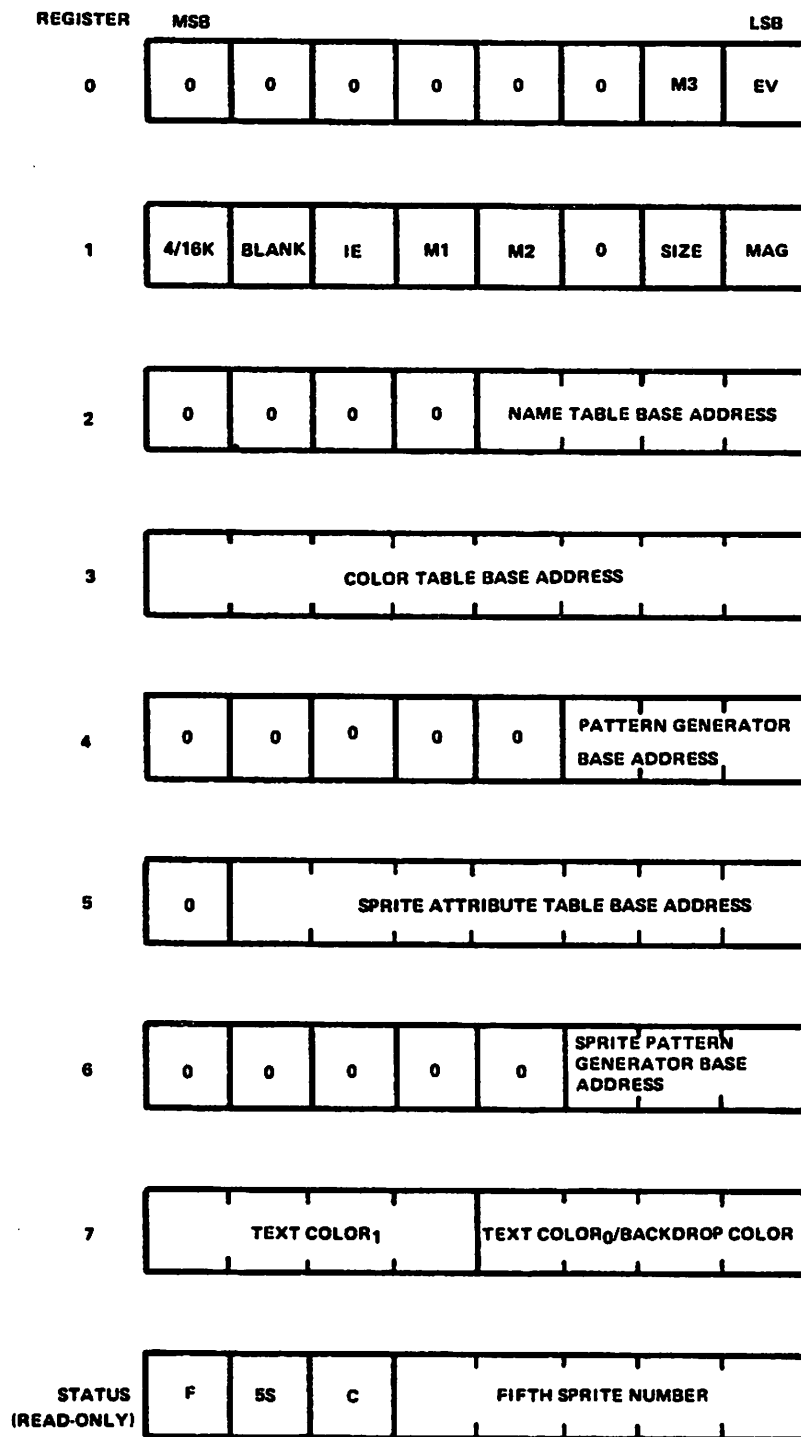 REGISTER MSB LSB
0 0 0 0 0 0 0 M3 EV
1 4/16K BLANK IE M1 M2 0 SIZE MAG
2 0 0 0 0 NAME TABLE BASE ADDRESS
3 COLOR TABLE BASE ADDRESS
4 0 0 0 0 0 PATTERN GENERATOR
BASE ADDRESS
5 0 SPRITE ATTRIBUTE TABLE BASE ADDRESS
6 0 0 0 0 0 SPRITE PATTERN
GENERATOR BASE
ADDRESS
7 TEXT COLOR1 TEXT COLOR0/BACKDROP COLOR
STATUS F 5S C FIFTH SPRITE NUMBER
(READ-ONLY)